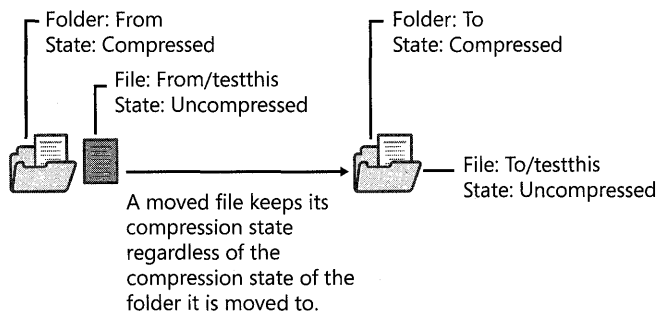 Folder: From
State: Compressed
File: From/testthis
State: Uncompressed
Folder: To
State: Compressed
File: To/testthis
State: Uncompressed
A moved file keeps its
compression state
regardless of the
compression state of the
folder it is moved to.